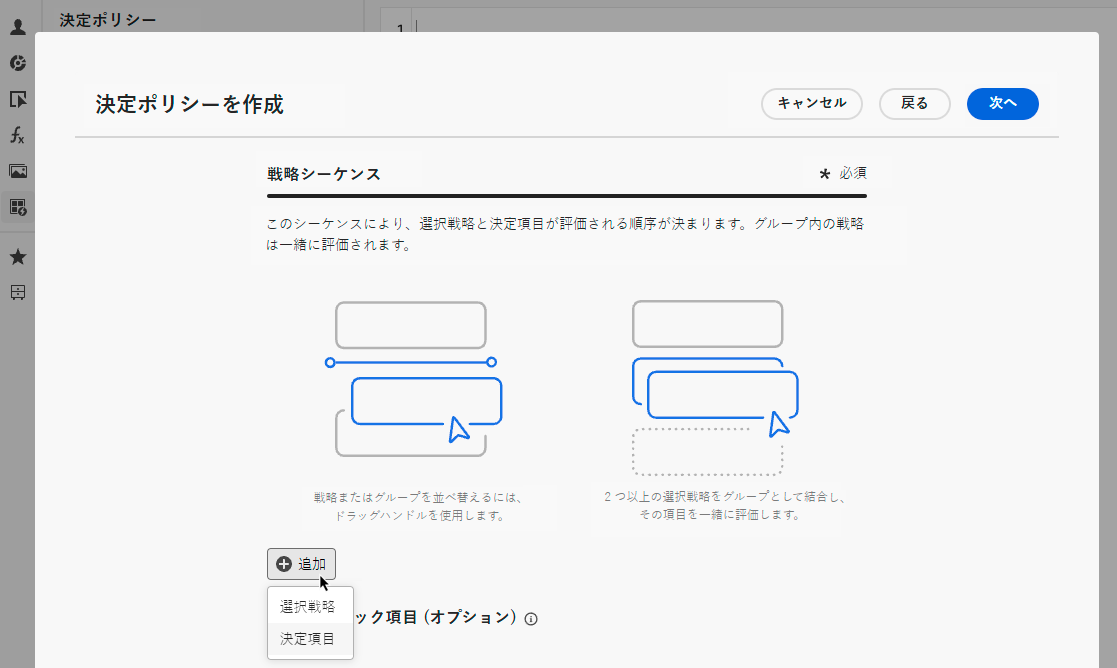 決定ポリシー
1
決定ポリシーを作成
キャンセル
戻る
次へ
戦略シーケンス
* 必須
このシーケンスにより、選択戦略と決定項目が評価される順序が決まります。グループ内の戦略
は一緒に評価されます。
戦略またはグループを並べ替えるには、
ドラッグハンドルを使用します。
2 つ以上の選択戦略をグループとして結合し、
その項目を一緒に評価します。
追加
選択戦略
決定項目
ック項目 (オプション)